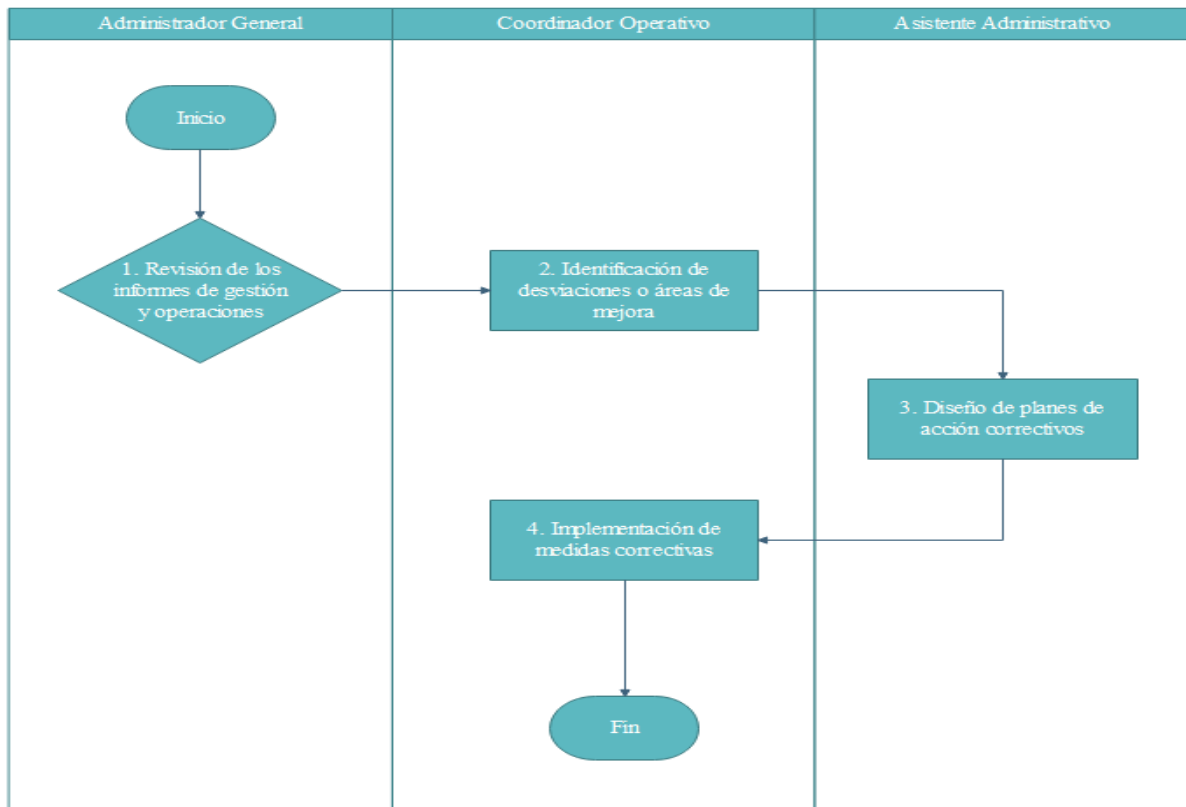 Administrador General
Coordinador Operativo
Asistente Administrativo
Inicio
1. Revisión de los
informes de gestión
y operaciones
2. Identificación de
desviaciones o áreas de
mejora
3. Diseño de planes de
acción correctivos
4. Implementación de
medidas correctivas
Fin